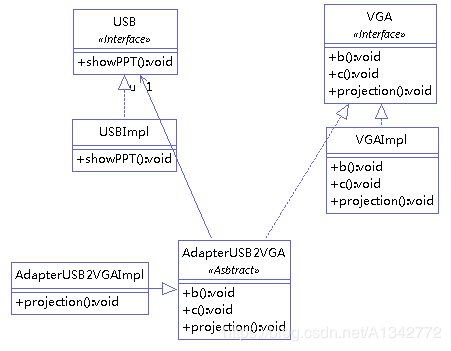 USB
«Interface»
+showPPT():void
VGA
«Interface»
+b():void
+c():void
+projection():void
u 1
USBImpl
+showPPT():void
VGAImpl
+b():void
+c():void
+projection():void
AdapterUSB2VGA
«Asbtract»
+b():void
+c():void
+projection():void
AdapterUSB2VGAImpl
+projection():void
https://blog.csdn.net/A1342772